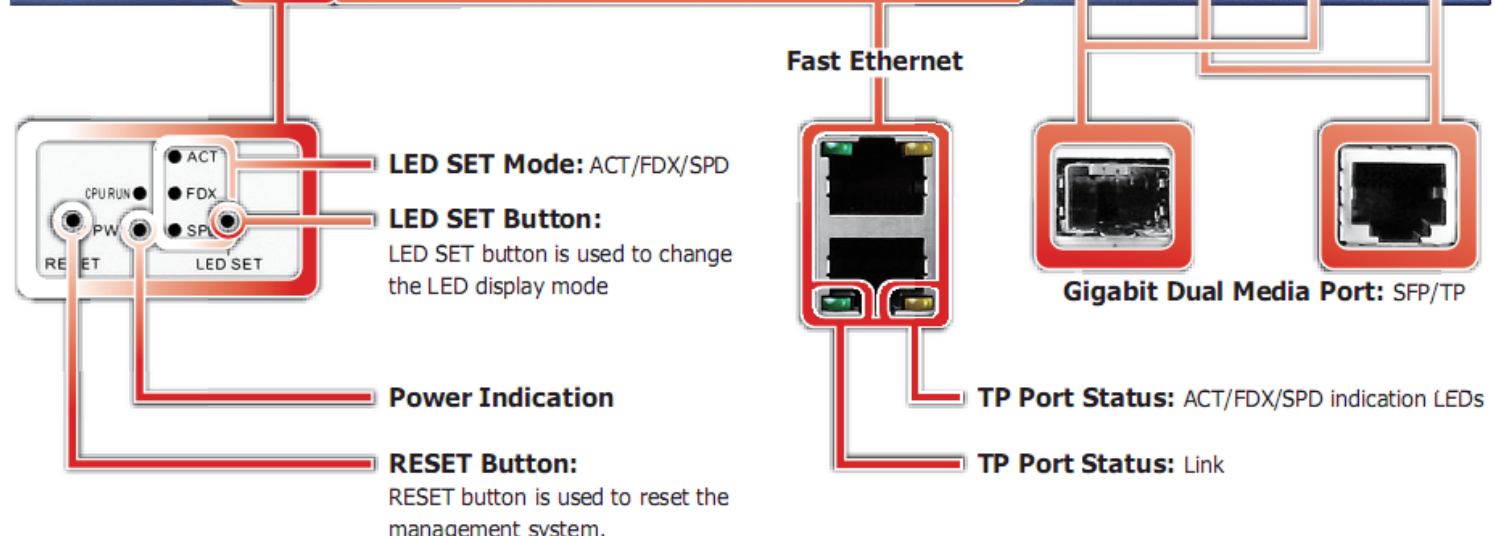 Fast Ethernet
ACT
CPU RUN
FDX
PW
SPD
RESET
LED SET
LED SET Mode: ACT/FDX/SPD
LED SET Button:
LED SET button is used to change
the LED display mode
Power Indication
RESET Button:
RESET button is used to reset the
management system.
Gigabit Dual Media Port: SFP/TP
TP Port Status: ACT/FDX/SPD indication LEDs
TP Port Status: Link